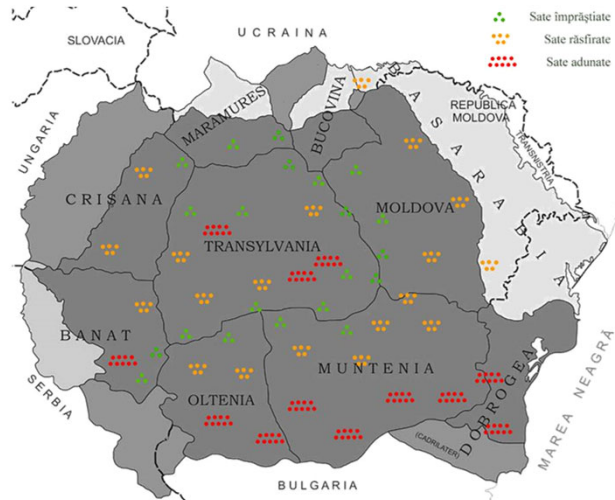 Sate împrăștiate
Sate răsfirate
Sate adunate
SLOVACIA
UCRAINA
UNGARIA
MARAMUREȘ
BUCOVINA
BASARABIA
REPUBLICA
MOLDOVA
TRANSNISTRIA
CRIȘANA
MOLDOVA
TRANSYLVANIA
BANAT
SERBIA
OLTENIA
MUNTENIA
DOBROGEA
(CADRILATER)
MAREA NEAGRĂ
BULGARIA